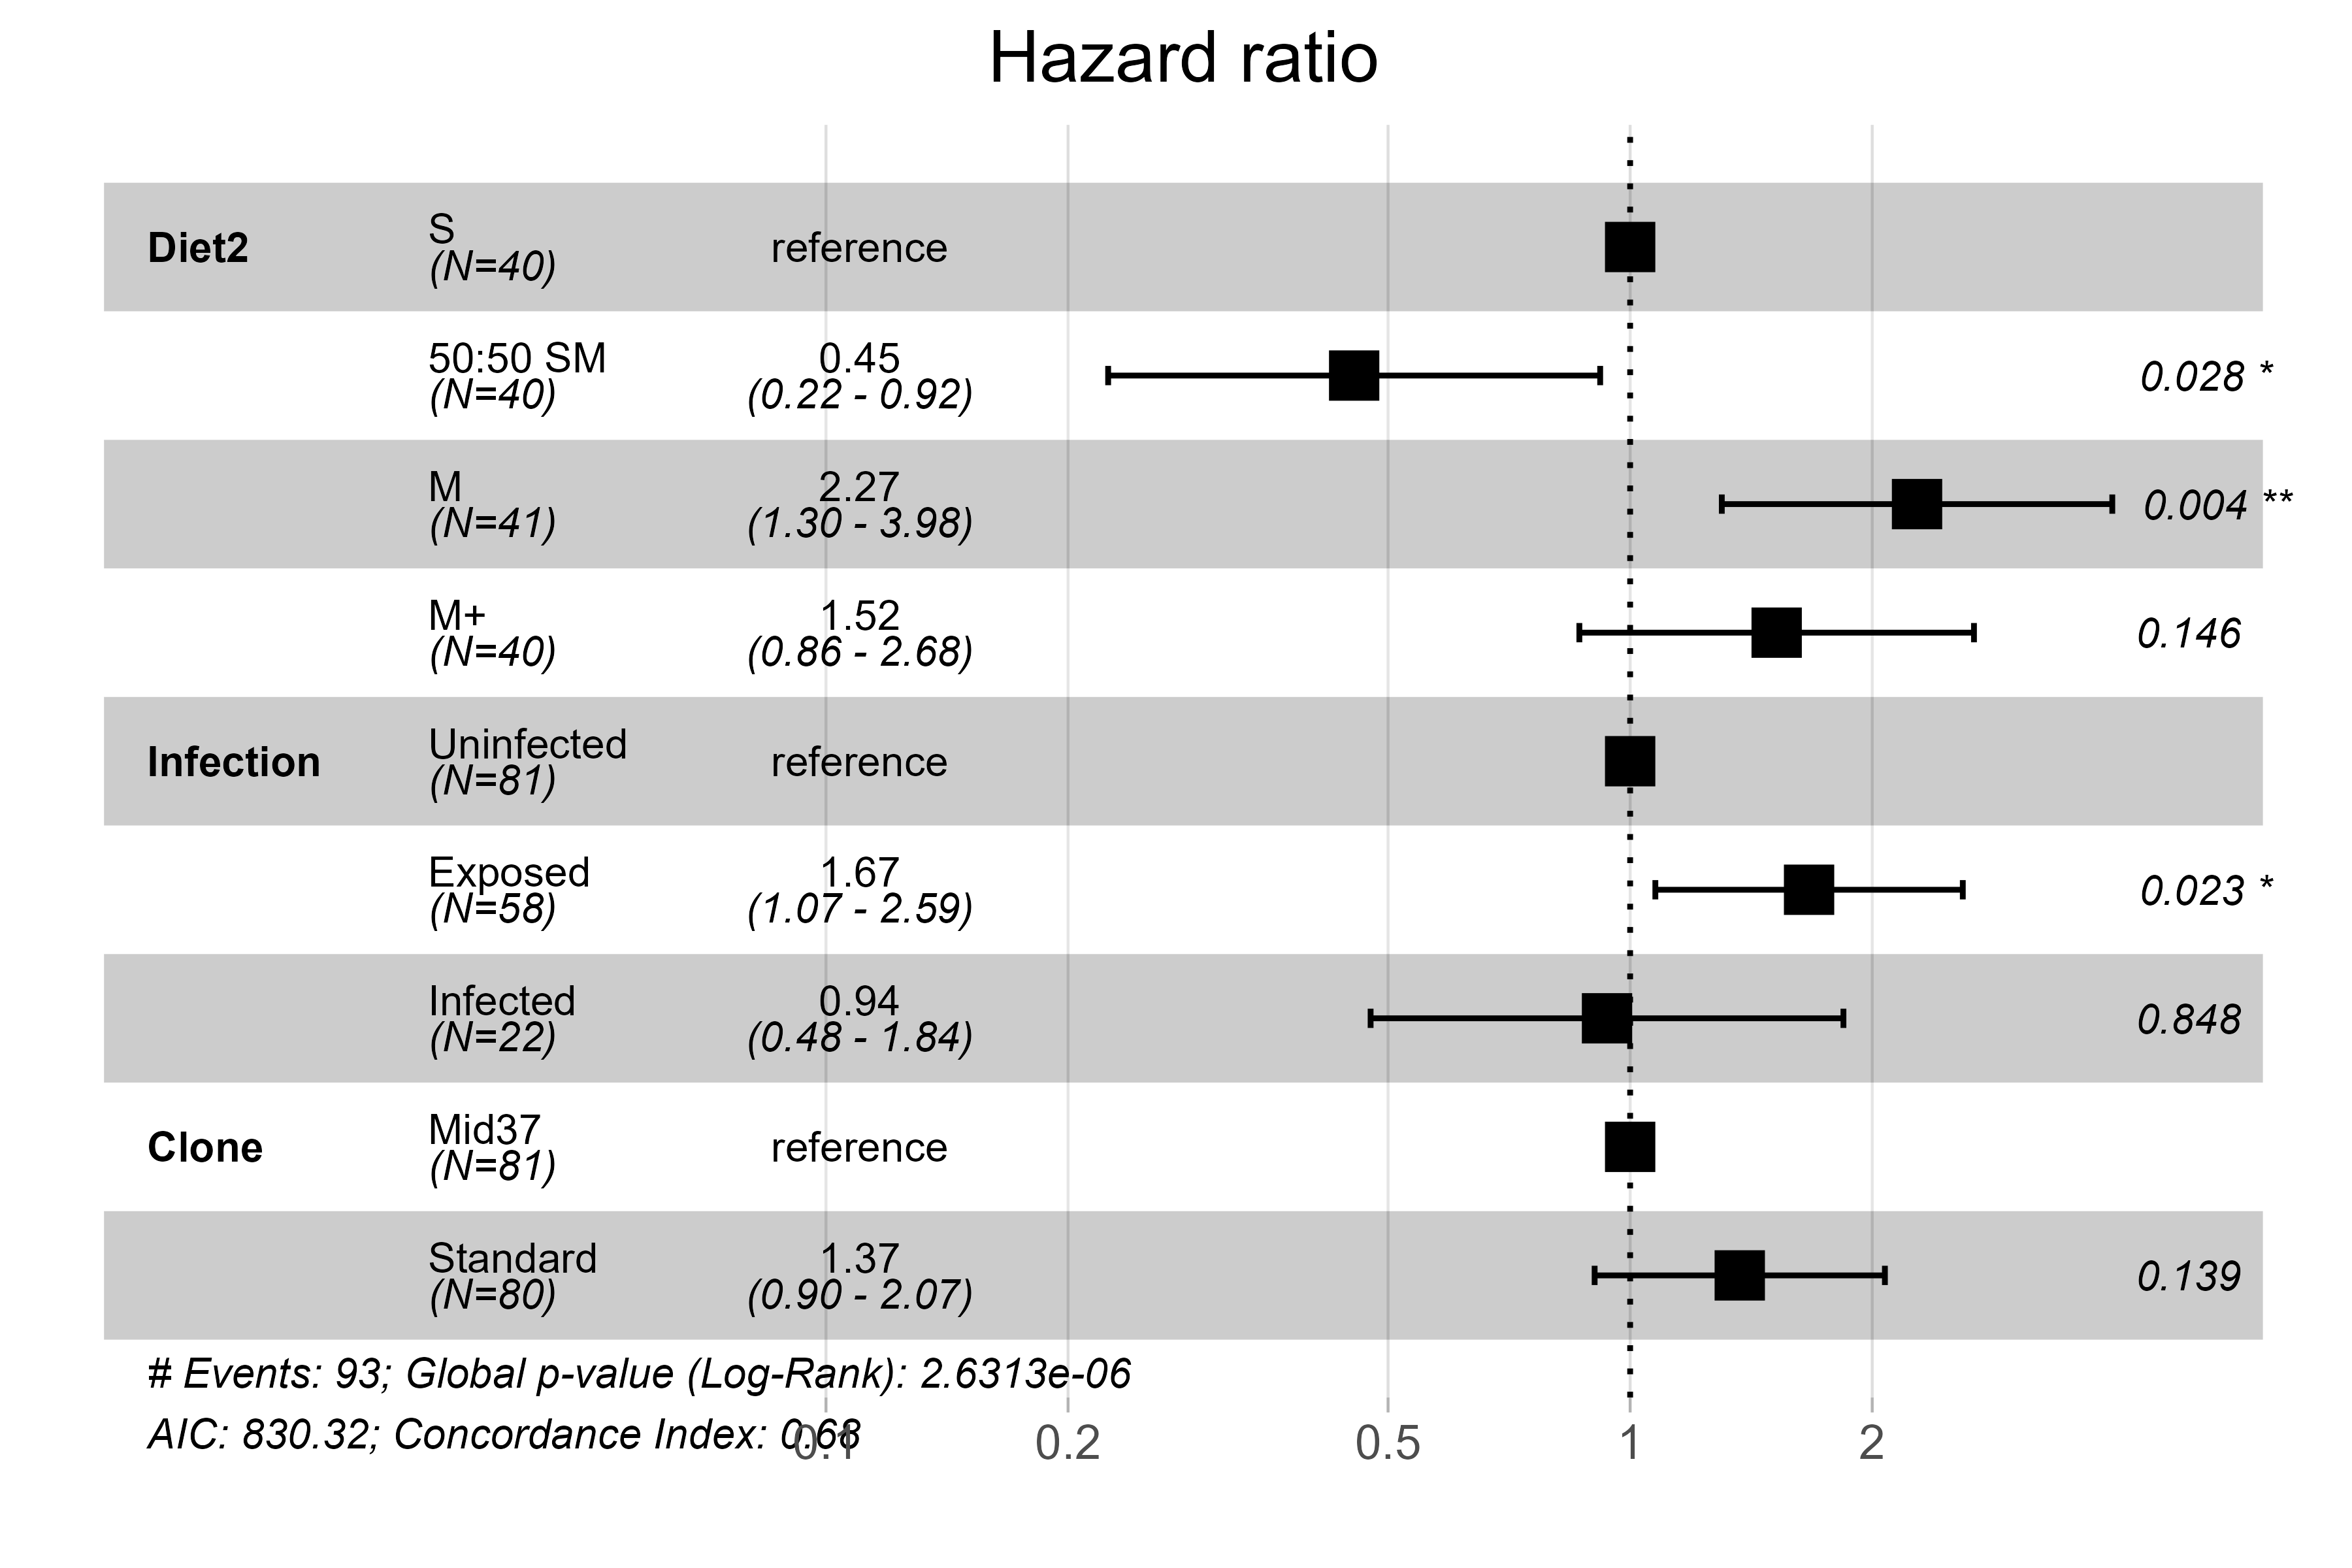 Hazard ratio
Diet2 S (N=40) reference
50:50 SM (N=40) 0.45 (0.22 - 0.92) 0.028 *
M (N=41) 2.27 (1.30 - 3.98) 0.004 **
M+ (N=40) 1.52 (0.86 - 2.68) 0.146
Infection Uninfected (N=81) reference
Exposed (N=58) 1.67 (1.07 - 2.59) 0.023 *
Infected (N=22) 0.94 (0.48 - 1.84) 0.848
Clone Mid37 (N=81) reference
Standard (N=80) 1.37 (0.90 - 2.07) 0.139
# Events: 93; Global p-value (Log-Rank): 2.6313e-06
AIC: 830.32; Concordance Index: 0.68
0.1 0.2 0.5 1 2